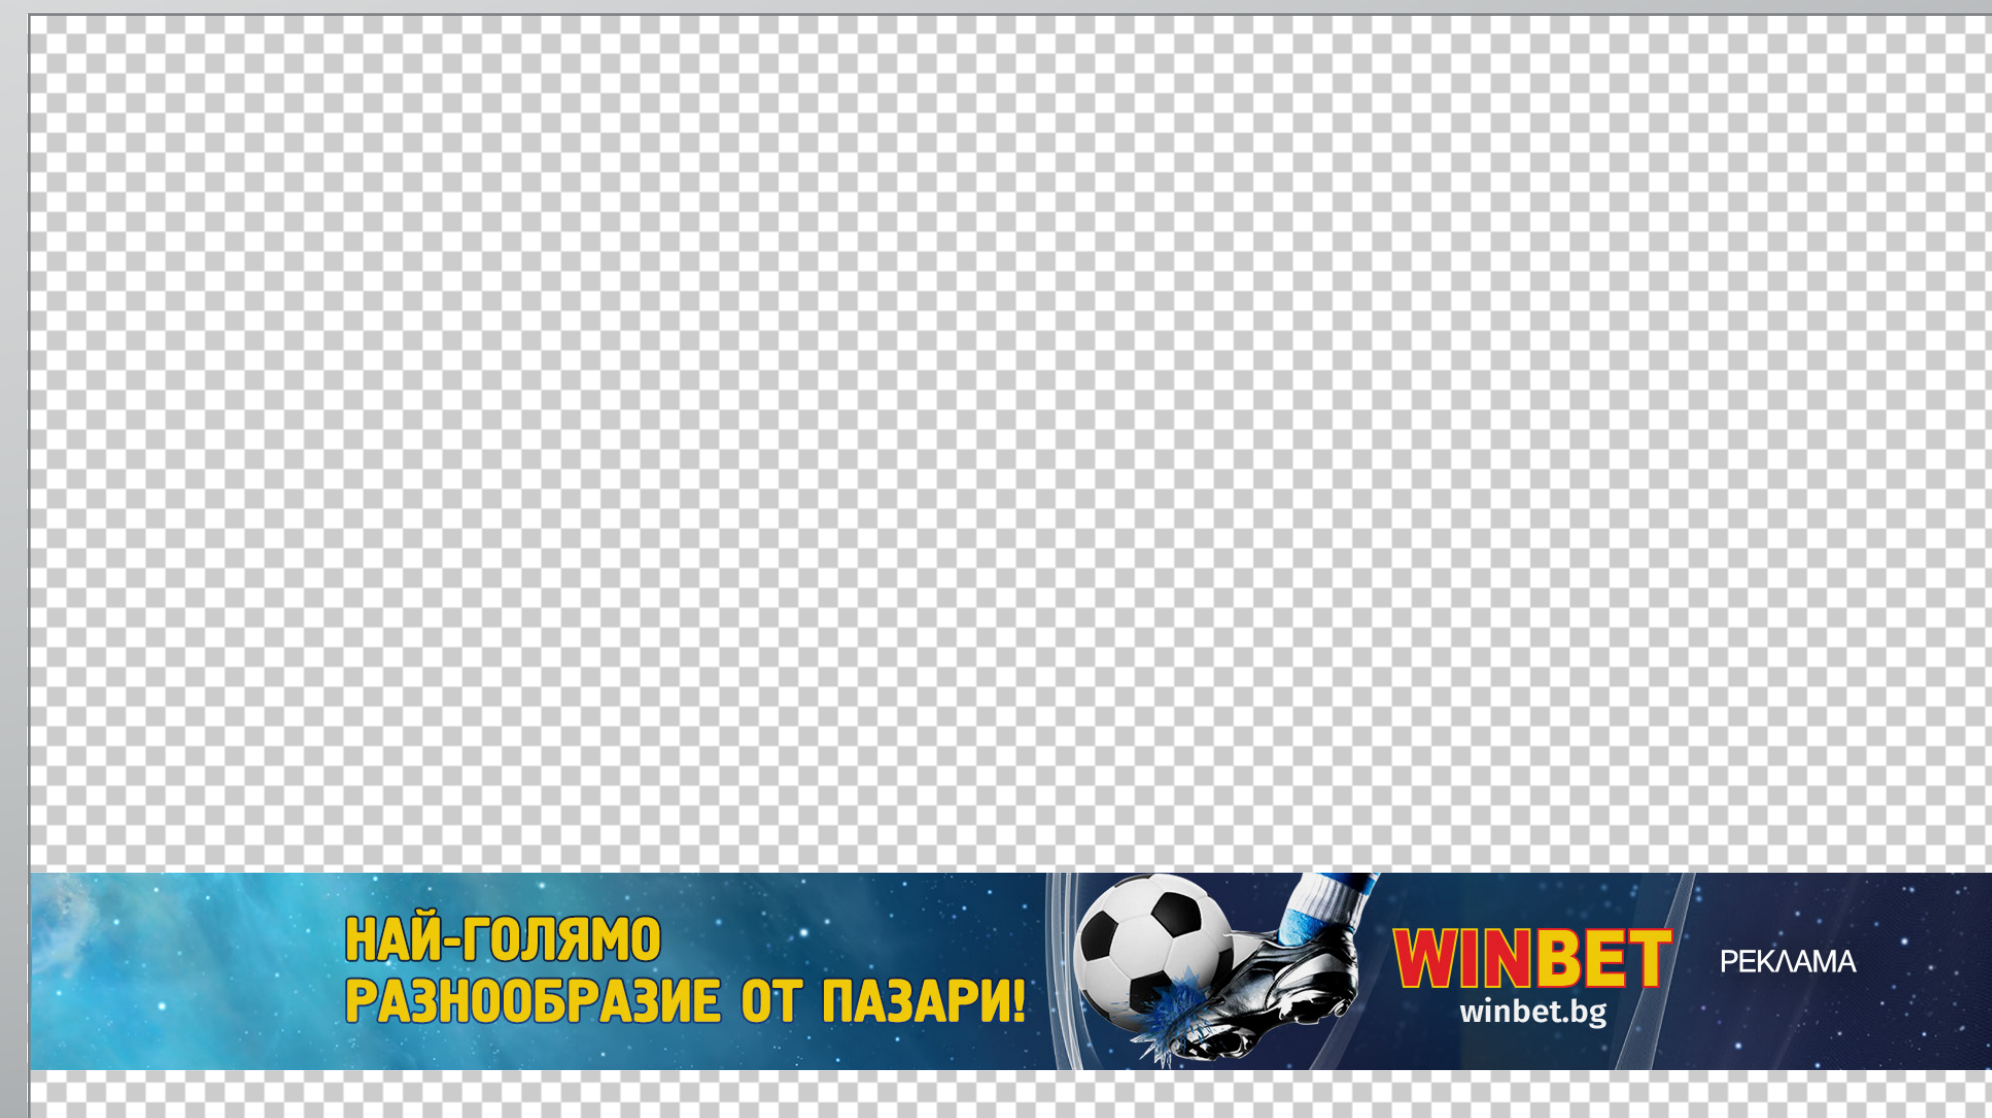 НАЙ-ГОЛЯМО
РАЗНООБРАЗИЕ ОТ ПАЗАРИ!
WINBET
winbet.bg
РЕКЛАМА